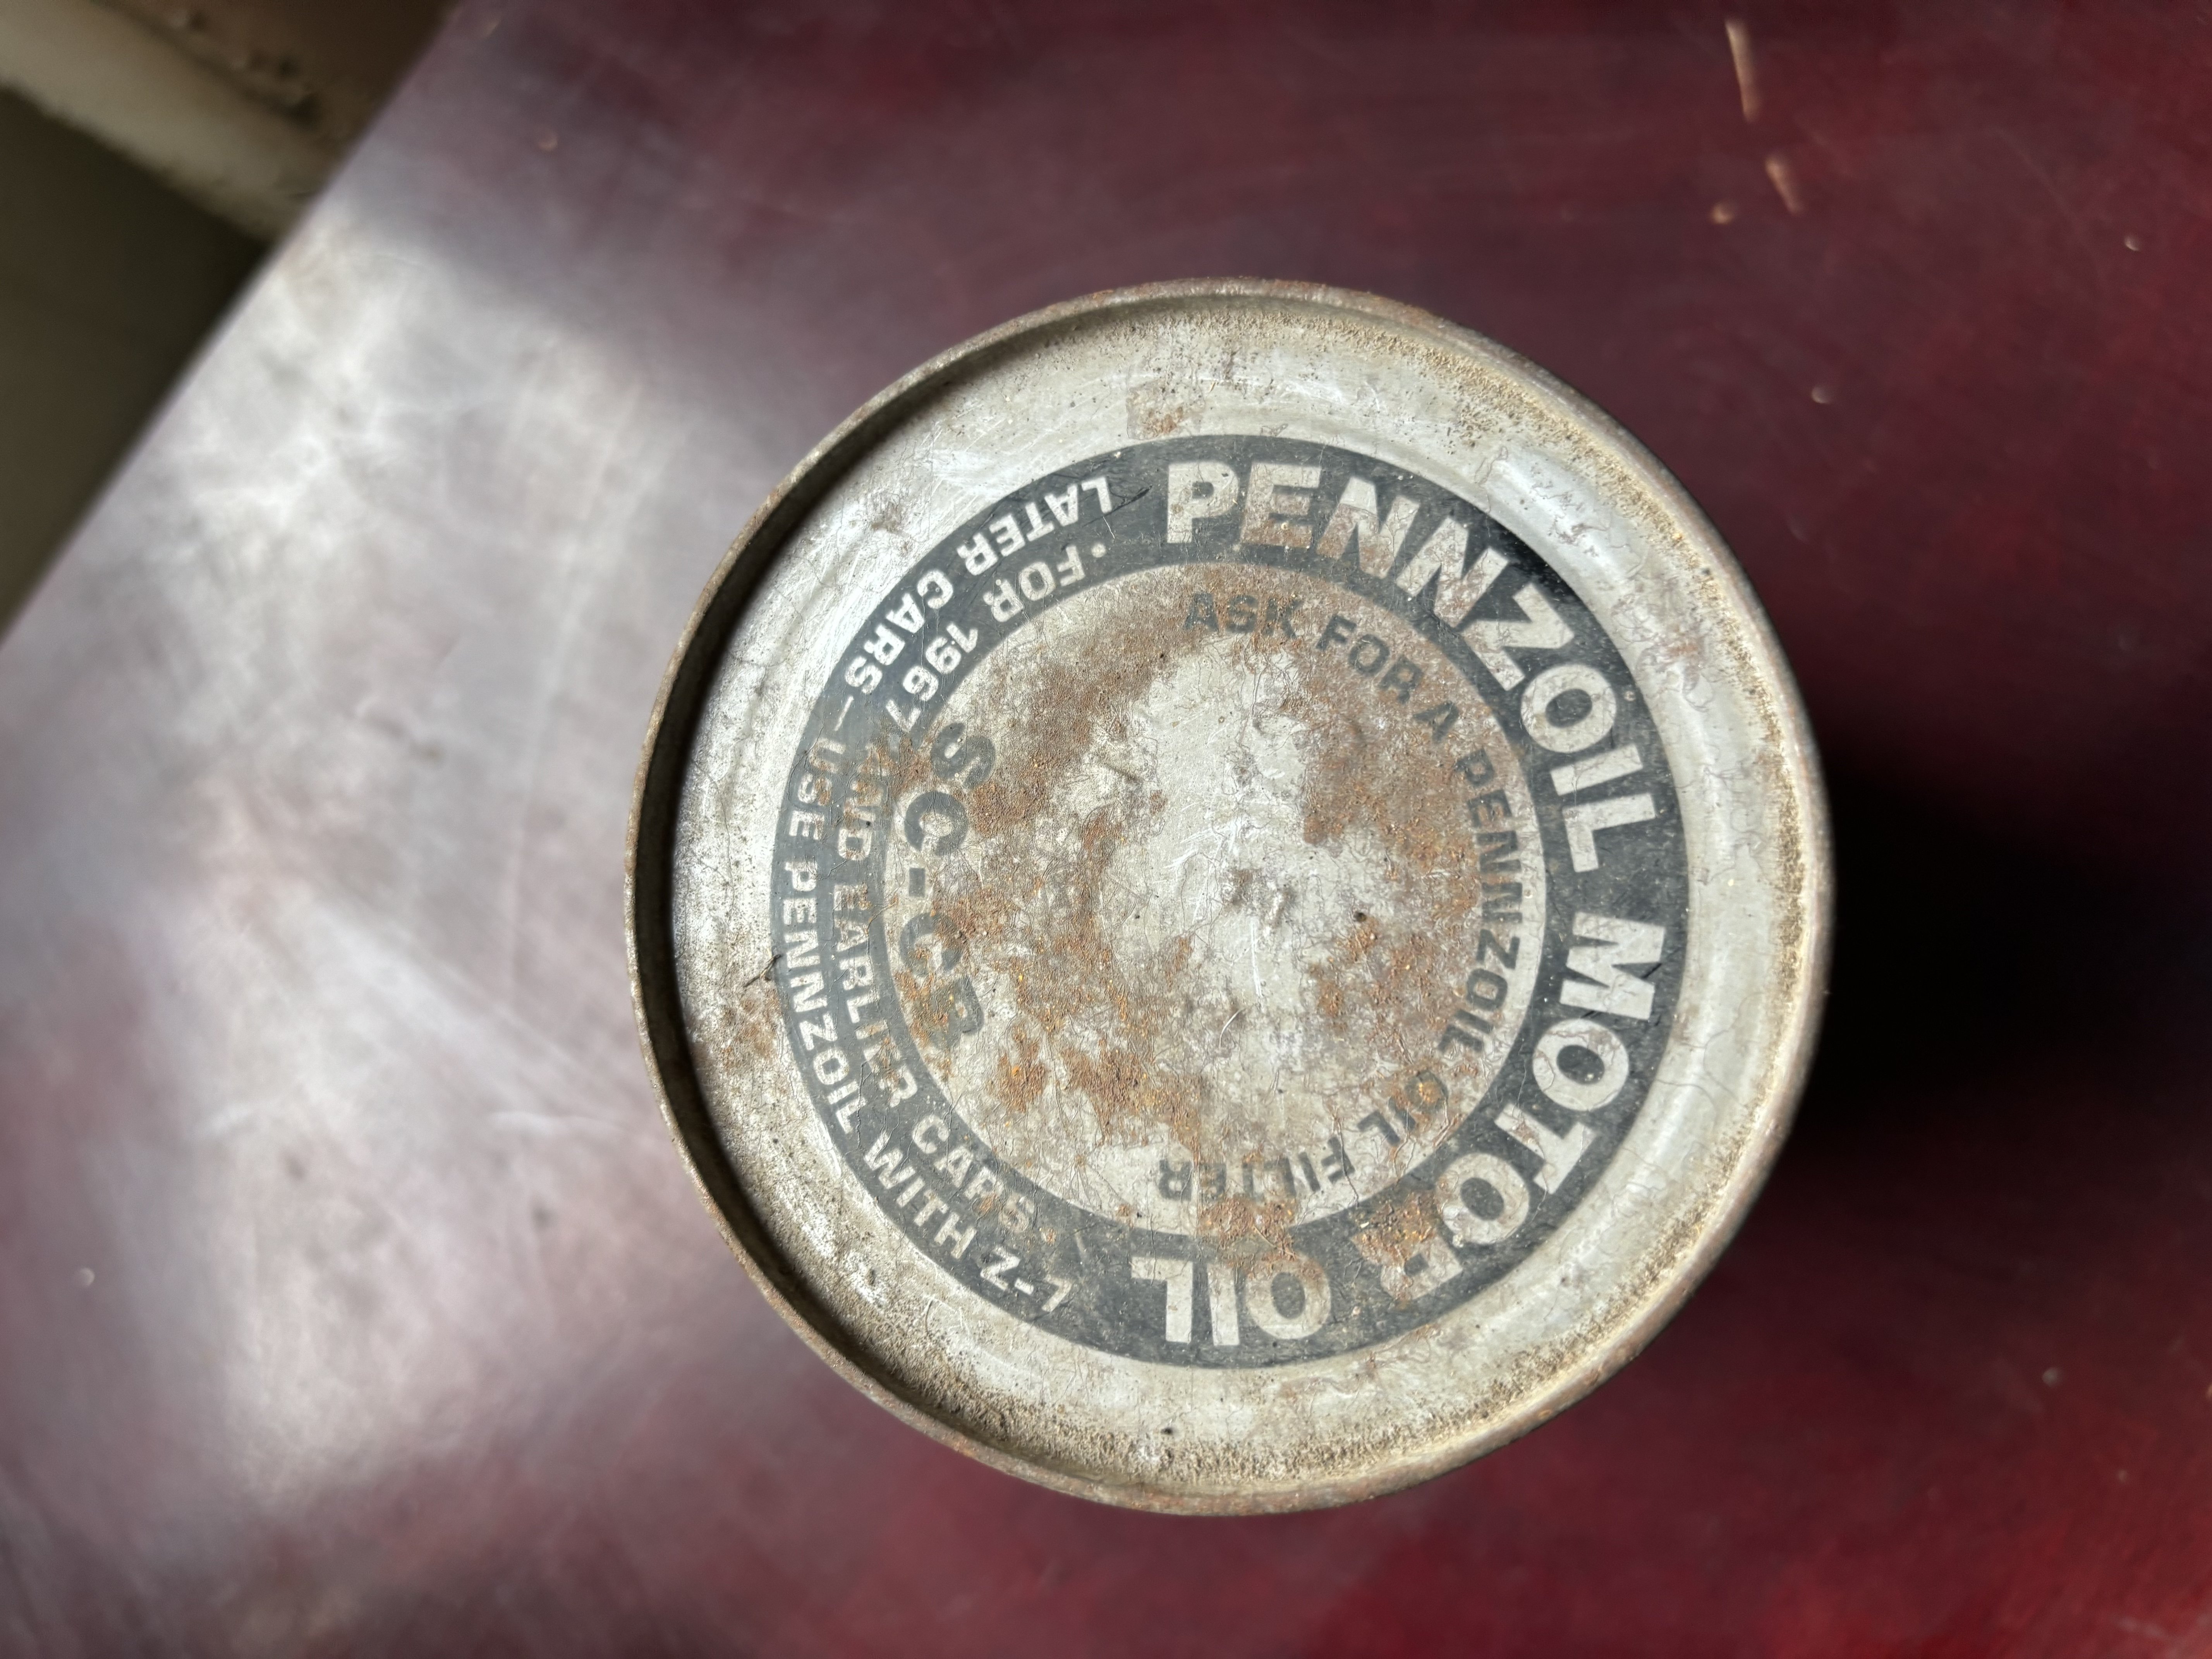 PENNZOIL MOTOR OIL
ASK FOR A PENNZOIL OIL FILTER
SC-CB
• FOR 1967 AND EARLIER CARS.
LATER CARS—USE PENNZOIL WITH Z-7